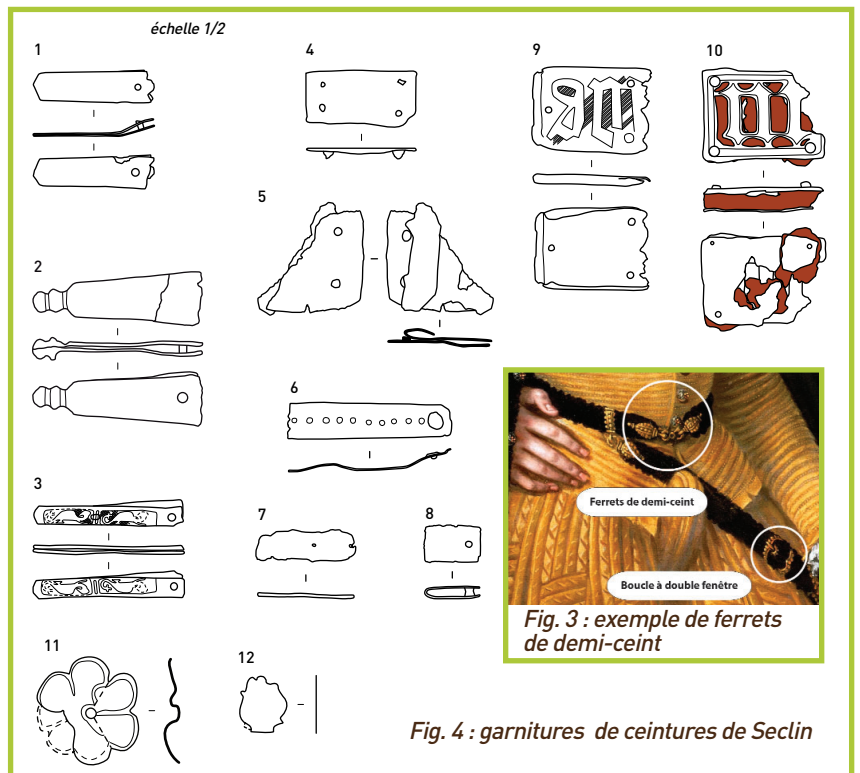 échelle 1/2
1
4
9
10
5
2
6
3
7
8
Ferrets de demi-ceint
Boucle à double fenêtre
Fig. 3 : exemple de ferrets
de demi-ceint
11
12
Fig. 4 : garnitures de ceintures de Seclin